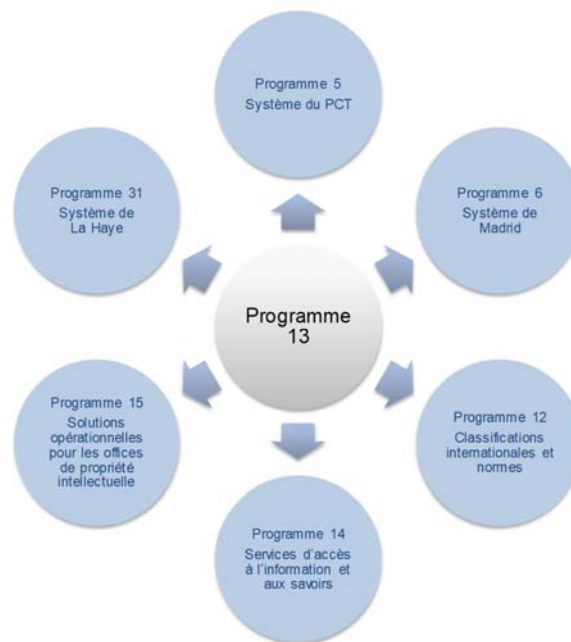 Programme 5
Système du PCT
Programme 31
Système de
La Haye
Programme 6
Système de
Madrid
Programme
13
Programme 15
Solutions
opérationnelles
pour les offices
de propriété
intellectuelle
Programme 12
Classifications
internationales et
normes
Programme 14
Services d'accès
à l'information et
aux savoirs